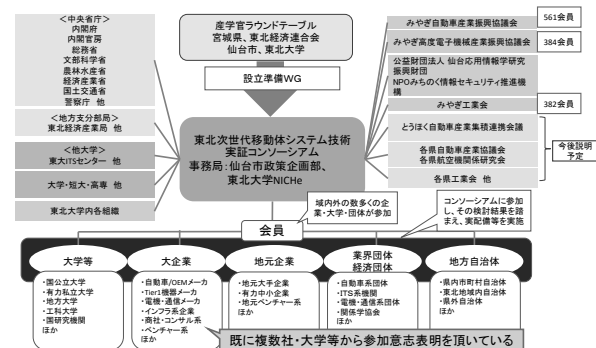 <中央省庁>
内閣府
内閣官房
総務省
文部科学省
農林水産省
経済産業省
国土交通省
警察庁 他
<地方支分部局>
東北経済産業局 他
<他大学>
東大ITSセンター 他
大学・短大・高専 他
東北大学内各組織
産学官ラウンドテーブル
宮城県、東北経済連合会
仙台市、東北大学
設立準備WG
東北次世代移動体システム技術
実証コンソーシアム
事務局:仙台市政策企画部、
東北大学NICHe
みやぎ自動車産業振興協議会
561会員
みやぎ高度電子機械産業振興協議会
384会員
公益財団法人 仙台応用情報学研究
振興財団
NPOみちのく情報セキュリティ推進機
構
みやぎ工業会
382会員
とうほく自動車産業集積連携会議
各県自動車産業協議会
各県航空機関係研究会
各県工業会 他
今後説明
予定
域内外の数多くの企
業・大学・団体が参加
コンソーシアムに参加
し、その検討結果を踏
まえ、実配備等を実施
会員
大学等
・国公立大学
・有力私立大学
・地方大学
・工科大学
・国研究機関
ほか
大企業
・自動車/OEMメーカ
・Tier1機器メーカ
・電機・通信メーカ
・インフラ系企業
・商社・コンサル系
・ベンチャー系
ほか
地元企業
・地元大手企業
・有力中小企業
・地元ベンチャー系
ほか
業界団体
経済団体
・自動車系団体
・ITS系機関
・電機・通信系団体
・関係学協会
ほか
地方自治体
・県内市町村自治体
・東北地域内自治体
・県外自治体
ほか
既に複数社・大学等から参加意志表明を頂いている